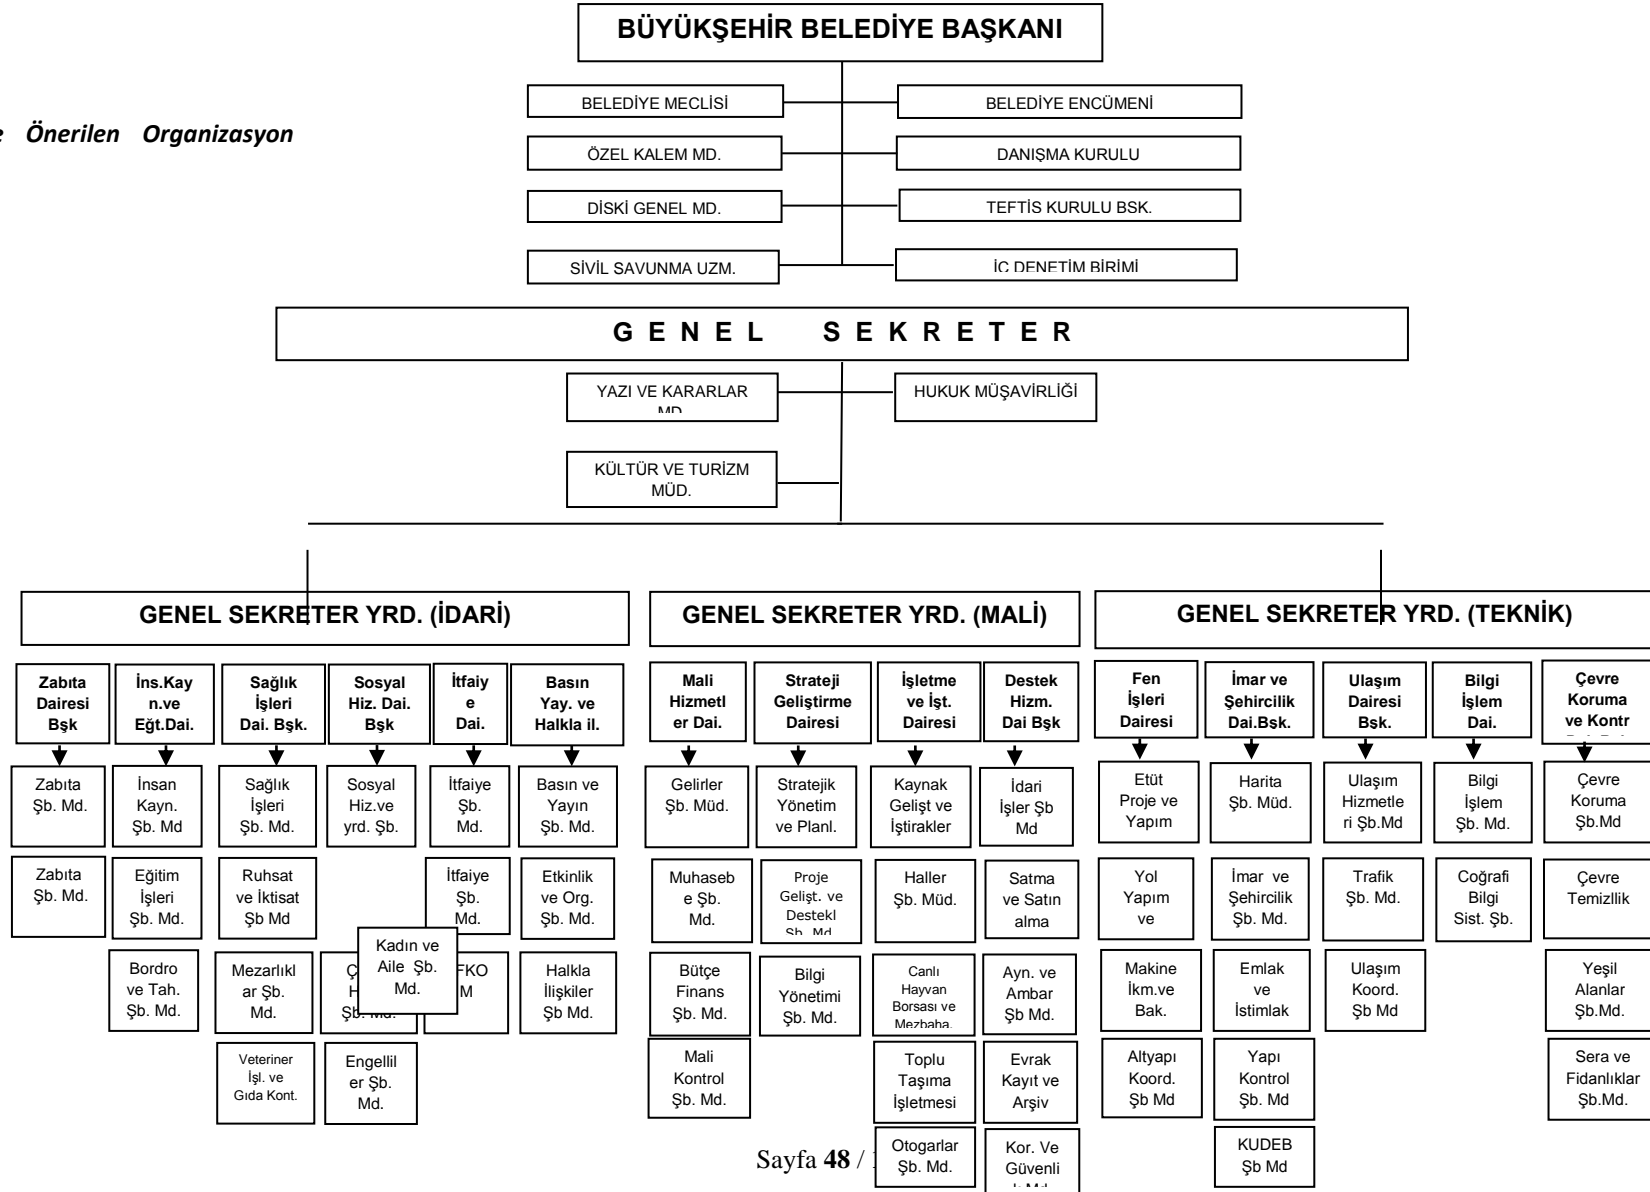 BÜYÜKŞEHİR BELEDİYE BAŞKANI
BELEDİYE MECLİSİ
BELEDİYE ENCÜMENİ
Önerilen Organizasyon
ÖZEL KALEM MD.
DANIŞMA KURULU
DİSKİ GENEL MD.
TEFTİS KURULU BSK.
SİVİL SAVUNMA UZM.
İÇ DENETİM BİRİMİ
GENEL SEKRETER
YAZI VE KARARLAR
MD.
HUKUK MÜŞAVİRLİĞİ
KÜLTÜR VE TURİZM
MÜD.
GENEL SEKRETER YRD. (İDARİ)
GENEL SEKRETER YRD. (MALİ)
GENEL SEKRETER YRD. (TEKNİK)
Zabıta
Dairesi
Bşk
İns.Kay
n.ve
Eğt.Dai.
Sağlık
İşleri
Dai. Bşk.
Sosyal
Hiz. Dai.
Bşk
İtfaiy
e
Dai.
Basın
Yay. ve
Halkla il.
Mali
Hizmetl
er Dai.
Strateji
Geliştirme
Dairesi
İşletme
ve İşt.
Dairesi
Destek
Hizm.
Dai Bşk
Fen
İşleri
Dairesi
İmar ve
Şehircilik
Dai.Bsk.
Ulaşım
Dairesi
Bsk.
Bilgi
İşlem
Dai.
Çevre
Koruma
ve Kontr
Zabıta
Şb. Md.
İnsan
Kayn.
Şb. Md
Sağlık
İşleri
Şb. Md.
Sosyal
Hiz.ve
yrd. Şb.
İtfaiye
Şb.
Md.
Basın ve
Yayın
Şb. Md.
Gelirler
Şb. Müd.
Stratejik
Yönetim
ve Planl.
Kaynak
Gelişt ve
İştirakler
İdari
İşler Şb
Md
Etüt
Proje ve
Yapım
Harita
Şb. Müd.
Ulaşım
Hizmetle
ri Şb.Md
Bilgi
İşlem
Şb. Md.
Çevre
Koruma
Şb.Md
Zabıta
Şb. Md.
Eğitim
İşleri
Şb. Md.
Ruhsat
ve İktisat
Şb Md
İtfaiye
Şb.
Md.
Etkinlik
ve Org.
Şb. Md.
Muhaseb
e Şb.
Md.
Proje
Gelişt. ve
Destekl
Şb. Md.
Haller
Şb. Müd.
Satma
ve Satın
alma
Yol
Yapım
ve
İmar ve
Şehircilik
Şb. Md.
Trafik
Şb. Md.
Coğrafi
Bilgi
Sist. Şb.
Çevre
Temizllik
Kadın ve
Aile Şb.
Md.
Bordro
ve Tah.
Şb. Md.
Mezarlıkl
ar Şb.
Md.
Halkla
İlişkiler
Şb Md.
Bütçe
Finans
Şb. Md.
Bilgi
Yönetimi
Şb. Md.
Canlı
Hayvan
Borsası ve
Mezbaha.
Ayn. ve
Ambar
Şb Md.
Makine
İkm.ve
Bak.
Emlak
ve
İstimlak
Ulaşım
Koord.
Şb Md
Yeşil
Alanlar
Şb.Md.
Veteriner
İşl. ve
Gıda Kont.
Engellil
er Şb.
Md.
Mali
Kontrol
Şb. Md.
Toplu
Taşıma
İşletmesi
Evrak
Kayıt ve
Arşiv
Altyapı
Koord.
Şb Md
Yapı
Kontrol
Şb. Md
Sera ve
Fidanlıklar
Şb.Md.
Otogarlar
Şb. Md.
Kor. Ve
Güvenli
KUDEB
Şb Md
Sayfa 48 /